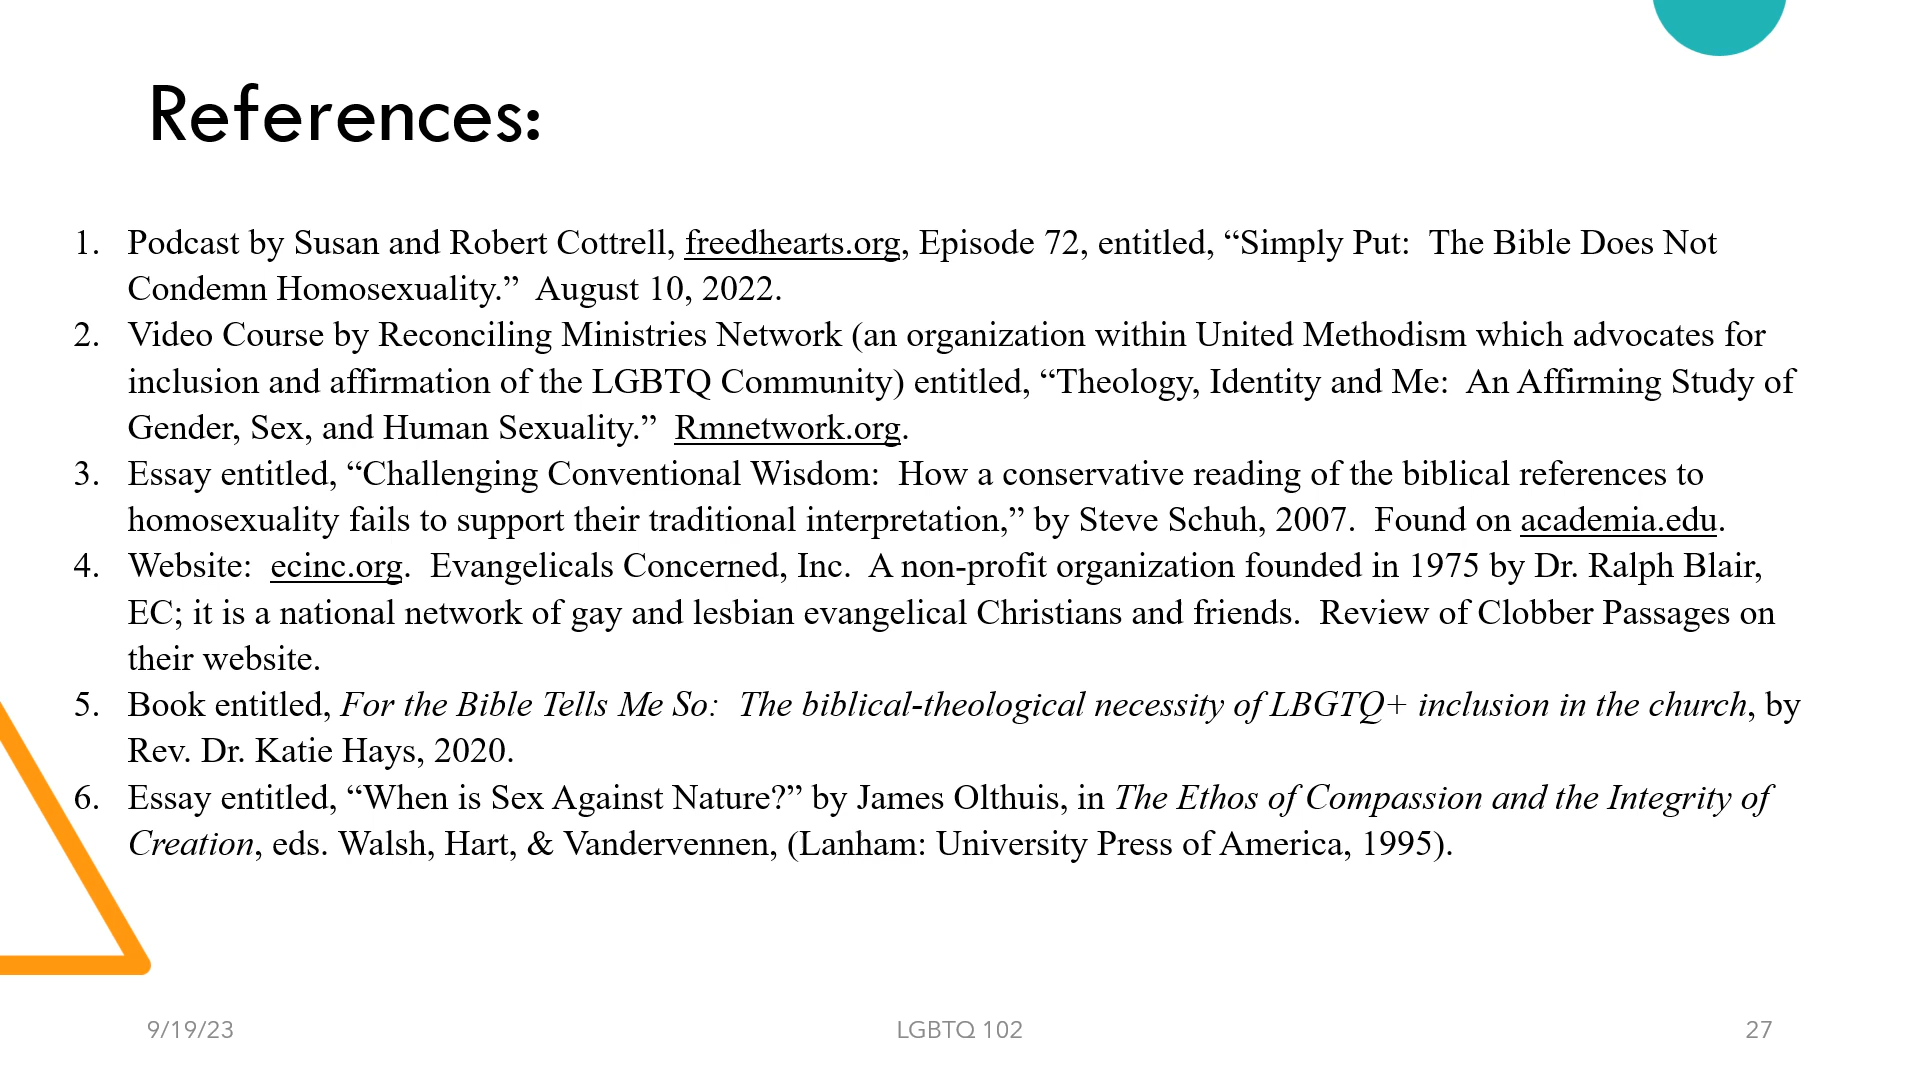 References:
1. Podcast by Susan and Robert Cottrell, freedhearts.org, Episode 72, entitled, “Simply Put:  The Bible Does Not
Condemn Homosexuality.”  August 10, 2022.
2. Video Course by Reconciling Ministries Network (an organization within United Methodism which advocates for
inclusion and affirmation of the LGBTQ Community) entitled, “Theology, Identity and Me:  An Affirming Study of
Gender, Sex, and Human Sexuality.”  Rmnetwork.org.
3. Essay entitled, “Challenging Conventional Wisdom:  How a conservative reading of the biblical references to
homosexuality fails to support their traditional interpretation,” by Steve Schuh, 2007.  Found on academia.edu.
4. Website:  ecinc.org.  Evangelicals Concerned, Inc.  A non-profit organization founded in 1975 by Dr. Ralph Blair,
EC; it is a national network of gay and lesbian evangelical Christians and friends.  Review of Clobber Passages on
their website.
5. Book entitled, For the Bible Tells Me So:  The biblical-theological necessity of LBGTQ+ inclusion in the church, by
Rev. Dr. Katie Hays, 2020.
6. Essay entitled, “When is Sex Against Nature?” by James Olthuis, in The Ethos of Compassion and the Integrity of
Creation, eds. Walsh, Hart, & Vandervennen, (Lanham: University Press of America, 1995).
9/19/23
LGBTQ 102
27